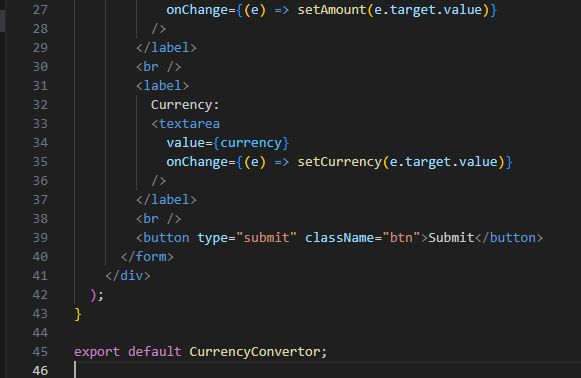 27 onChange={(e) => setAmount(e.target.value)}
28 />
29 </label>
30 <br />
31 <label>
32 Currency:
33 <textarea
34 value={currency}
35 onChange={(e) => setCurrency(e.target.value)}
36 />
37 </label>
38 <br />
39 <button type="submit" className="btn">Submit</button>
40 </form>
41 </div>
42 );
43 }
44
45 export default CurrencyConvertor;
46